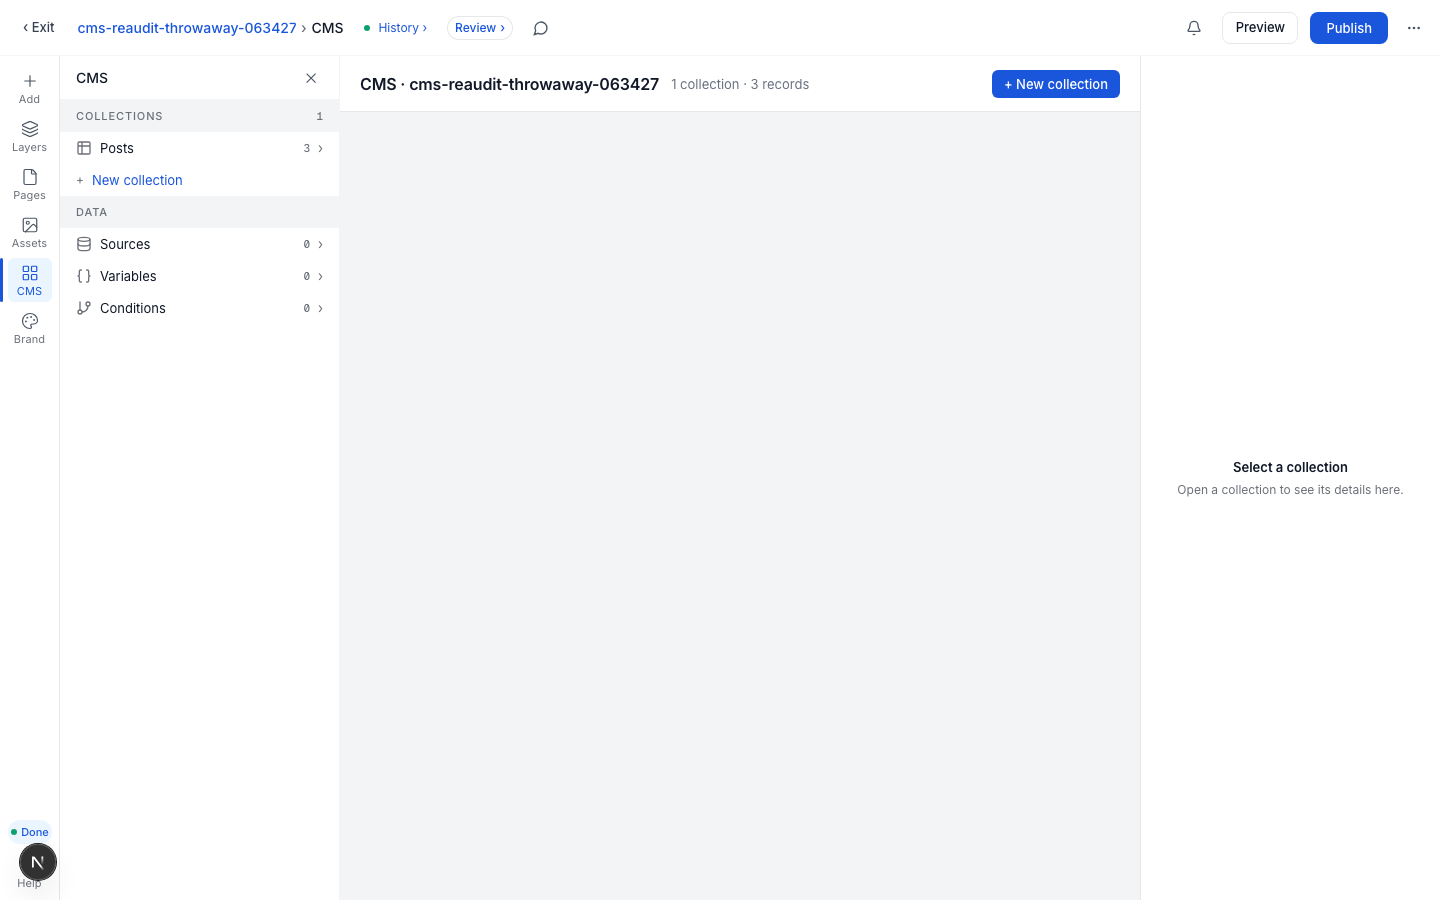 ‹ Exit
cms-reaudit-throwaway-063427 › CMS
History ›
Review ›
Preview
Publish
Add
Layers
Pages
Assets
CMS
Brand
Done
N
Help
CMS
COLLECTIONS 1
Posts 3 ›
+ New collection
DATA
Sources 0 ›
Variables 0 ›
Conditions 0 ›
CMS · cms-reaudit-throwaway-063427 1 collection · 3 records
+ New collection
Select a collection
Open a collection to see its details here.